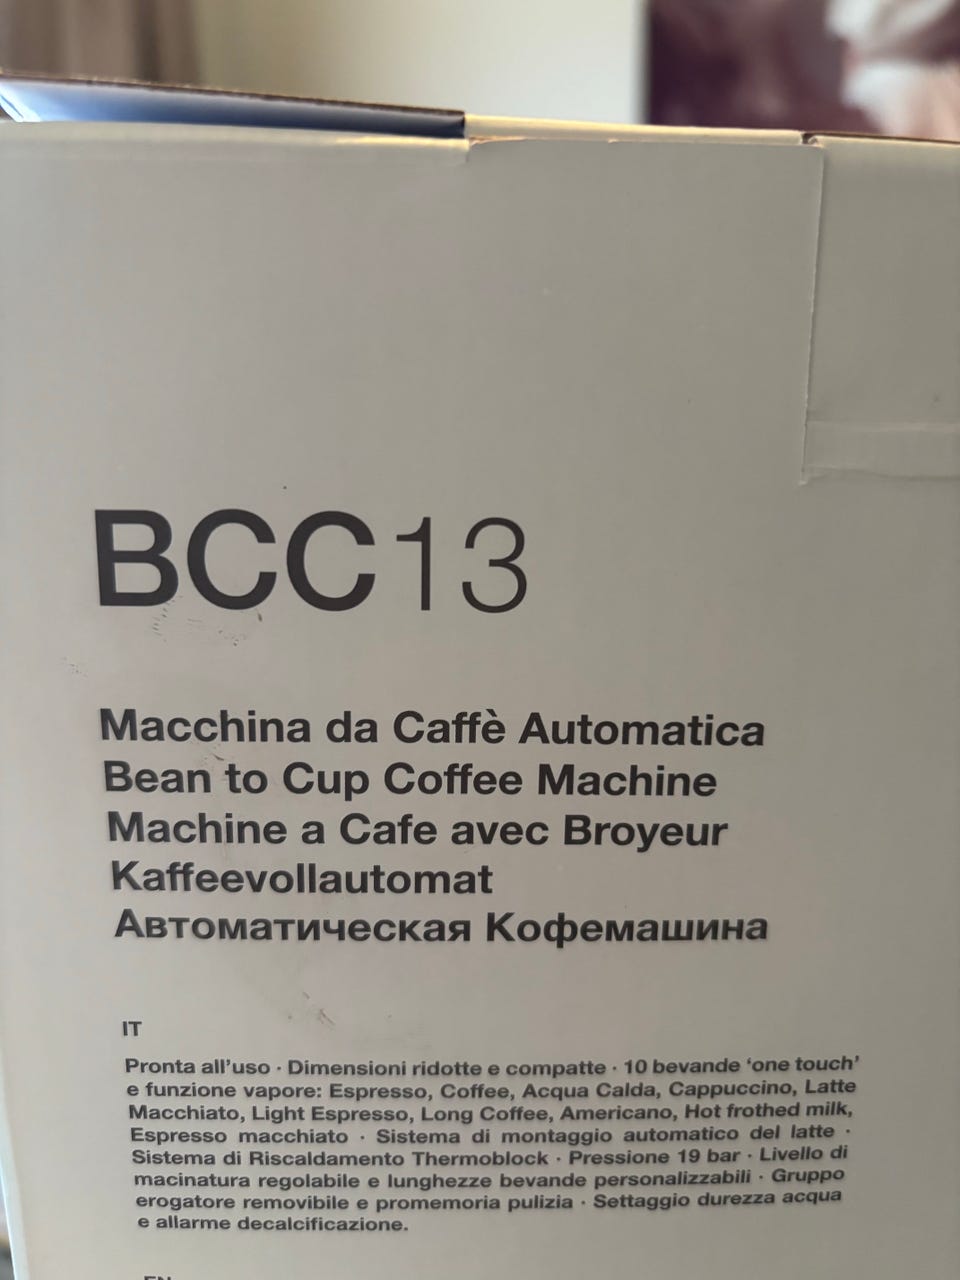 BCC13
Macchina da Caffè Automatica
Bean to Cup Coffee Machine
Machine a Cafe avec Broyeur
Kaffeevollautomat
Автоматическая Кофемашина
IT
Pronta all'uso · Dimensioni ridotte e compatte · 10 bevande 'one touch'
e funzione vapore: Espresso, Coffee, Acqua Calda, Cappuccino, Latte
Macchiato, Light Espresso, Long Coffee, Americano, Hot frothed milk,
Espresso macchiato · Sistema di montaggio automatico del latte ·
Sistema di Riscaldamento Thermoblock · Pressione 19 bar · Livello di
macinatura regolabile e lunghezze bevande personalizzabili · Gruppo
erogatore removibile e promemoria pulizia · Settaggio durezza acqua
e allarme decalcificazione.